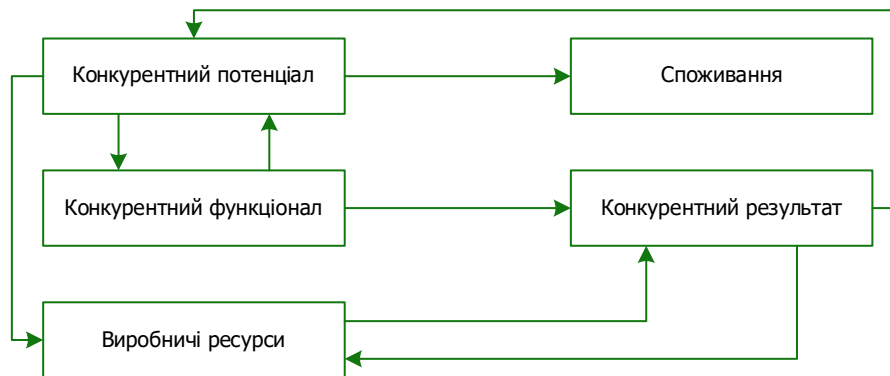 Конкурентний потенціал
Споживання
Конкурентний функціонал
Конкурентний результат
Виробничі ресурси